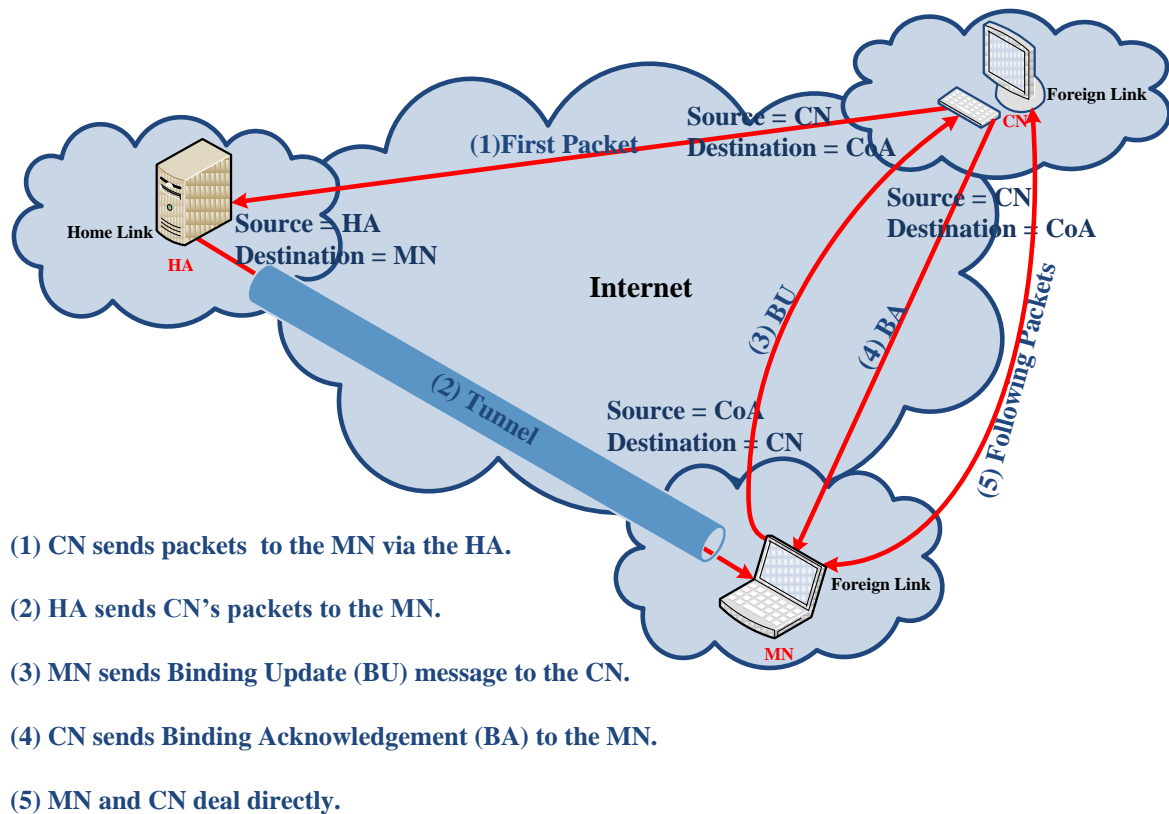 Foreign Link
CN
Source = CN
Destination = CoA
(1)First Packet
Source = CN
Destination = CoA
Home Link
HA
Source = HA
Destination = MN
Internet
(3) BU
(4) BA
(5) Following Packets
(2) Tunnel
Source = CoA
Destination = CN
Foreign Link
MN
(1) CN sends packets to the MN via the HA.
(2) HA sends CN's packets to the MN.
(3) MN sends Binding Update (BU) message to the CN.
(4) CN sends Binding Acknowledgement (BA) to the MN.
(5) MN and CN deal directly.